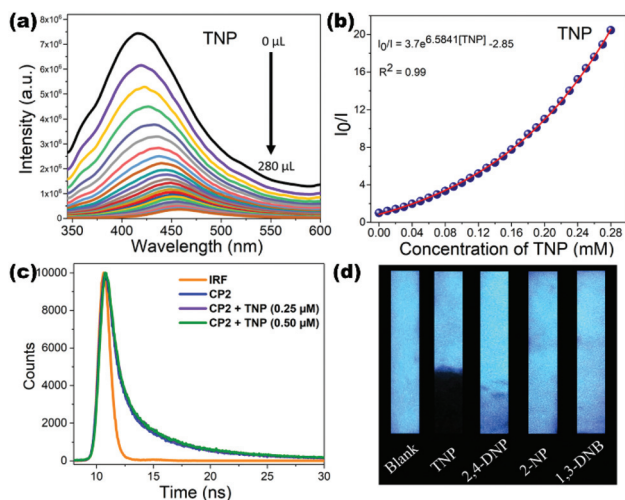 (a)
TNP
0 μL
280 μL
Intensity (a.u.)
8x10⁶
7x10⁶
6x10⁶
5x10⁶
4x10⁶
3x10⁶
2x10⁶
1x10⁶
0
350 400 450 500 550 600
Wavelength (nm)
(b)
TNP
I₀/I = 3.7e^6.5841[TNP] -2.85
R² = 0.99
I₀/I
20
15
10
5
0
0.00 0.04 0.08 0.12 0.16 0.20 0.24 0.28
Concentration of TNP (mM)
(c)
IRF
CP2
CP2 + TNP (0.25 μM)
CP2 + TNP (0.50 μM)
Counts
10000
8000
6000
4000
2000
0
10 15 20 25 30
Time (ns)
(d)
Blank
TNP
2,4-DNP
2-NP
1,3-DNB